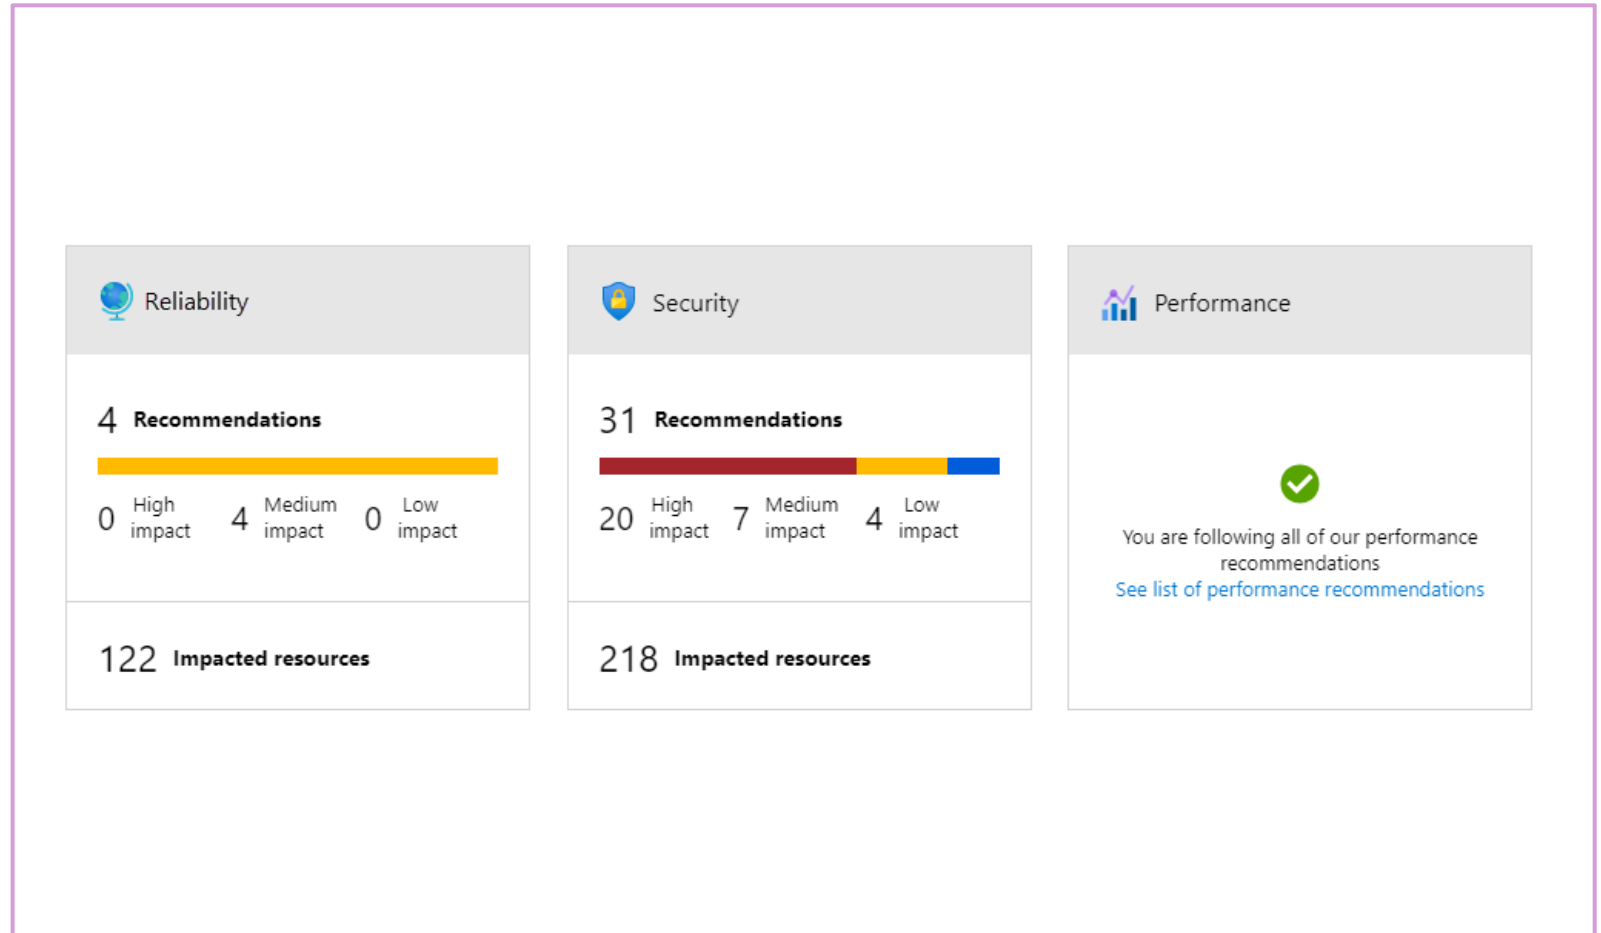 Reliability
4 Recommendations
0 High impact 4 Medium impact 0 Low impact
122 Impacted resources
Security
31 Recommendations
20 High impact 7 Medium impact 4 Low impact
218 Impacted resources
Performance
You are following all of our performance
recommendations
See list of performance recommendations